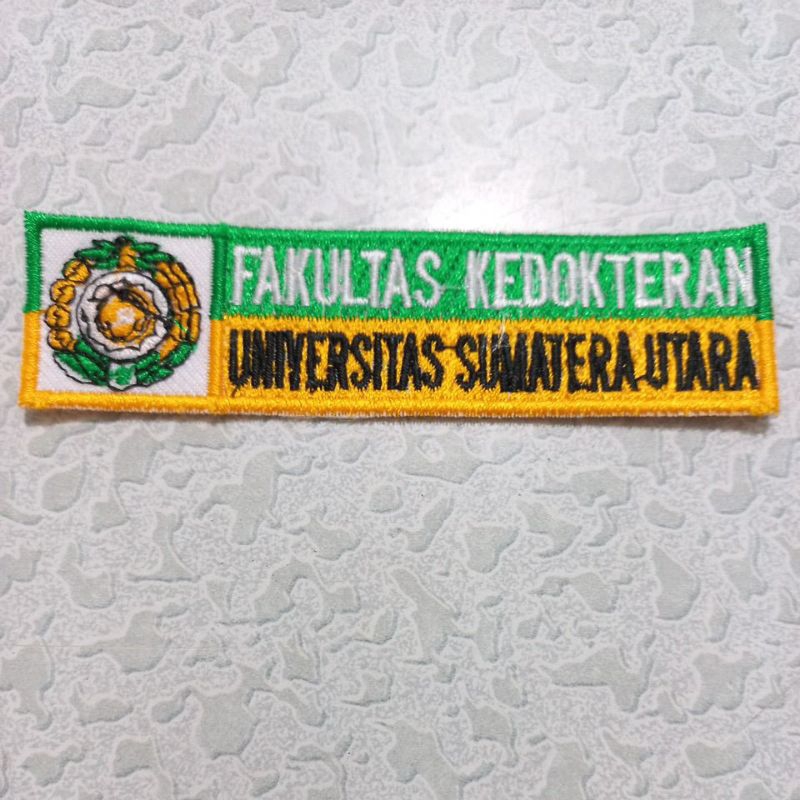 FAKULTAS KEDOKTERAN
UNIVERSITAS SUMATERA UTARA